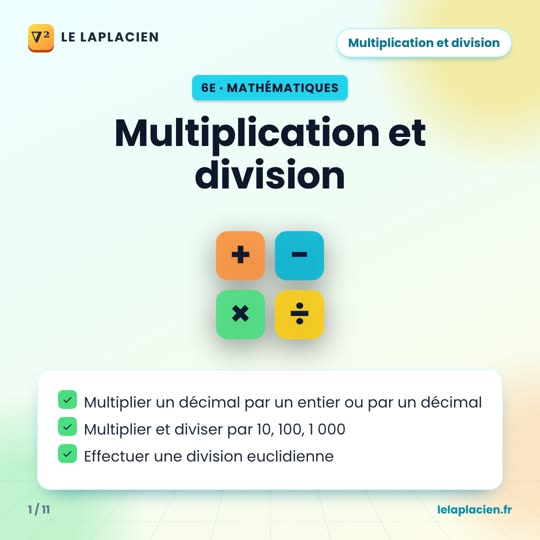 ∇²
LE LAPLACIEN
Multiplication et division
6E · MATHÉMATIQUES
Multiplication et
division
+ −
× ÷
Multiplier un décimal par un entier ou par un décimal
Multiplier et diviser par 10, 100, 1 000
Effectuer une division euclidienne
1 / 11
lelaplacien.fr